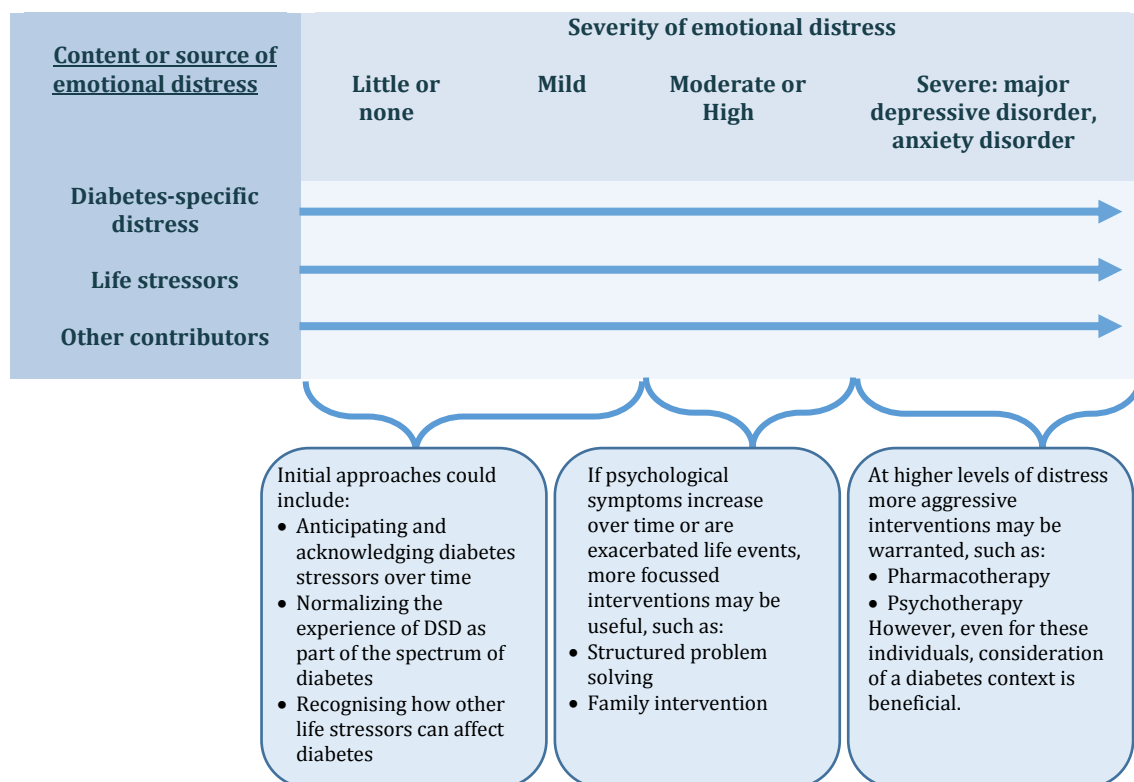 Content or source of
emotional distress
Severity of emotional distress
Little or
none
Mild
Moderate or
High
Severe: major
depressive disorder,
anxiety disorder
Diabetes-specific
distress
Life stressors
Other contributors
Initial approaches could
include:
• Anticipating and
acknowledging diabetes
stressors over time
• Normalizing the
experience of DSD as
part of the spectrum of
diabetes
• Recognising how other
life stressors can affect
diabetes
If psychological
symptoms increase
over time or are
exacerbated life events,
more focussed
interventions may be
useful, such as:
• Structured problem
solving
• Family intervention
At higher levels of distress
more aggressive
interventions may be
warranted, such as:
• Pharmacotherapy
• Psychotherapy
However, even for these
individuals, consideration
of a diabetes context is
beneficial.